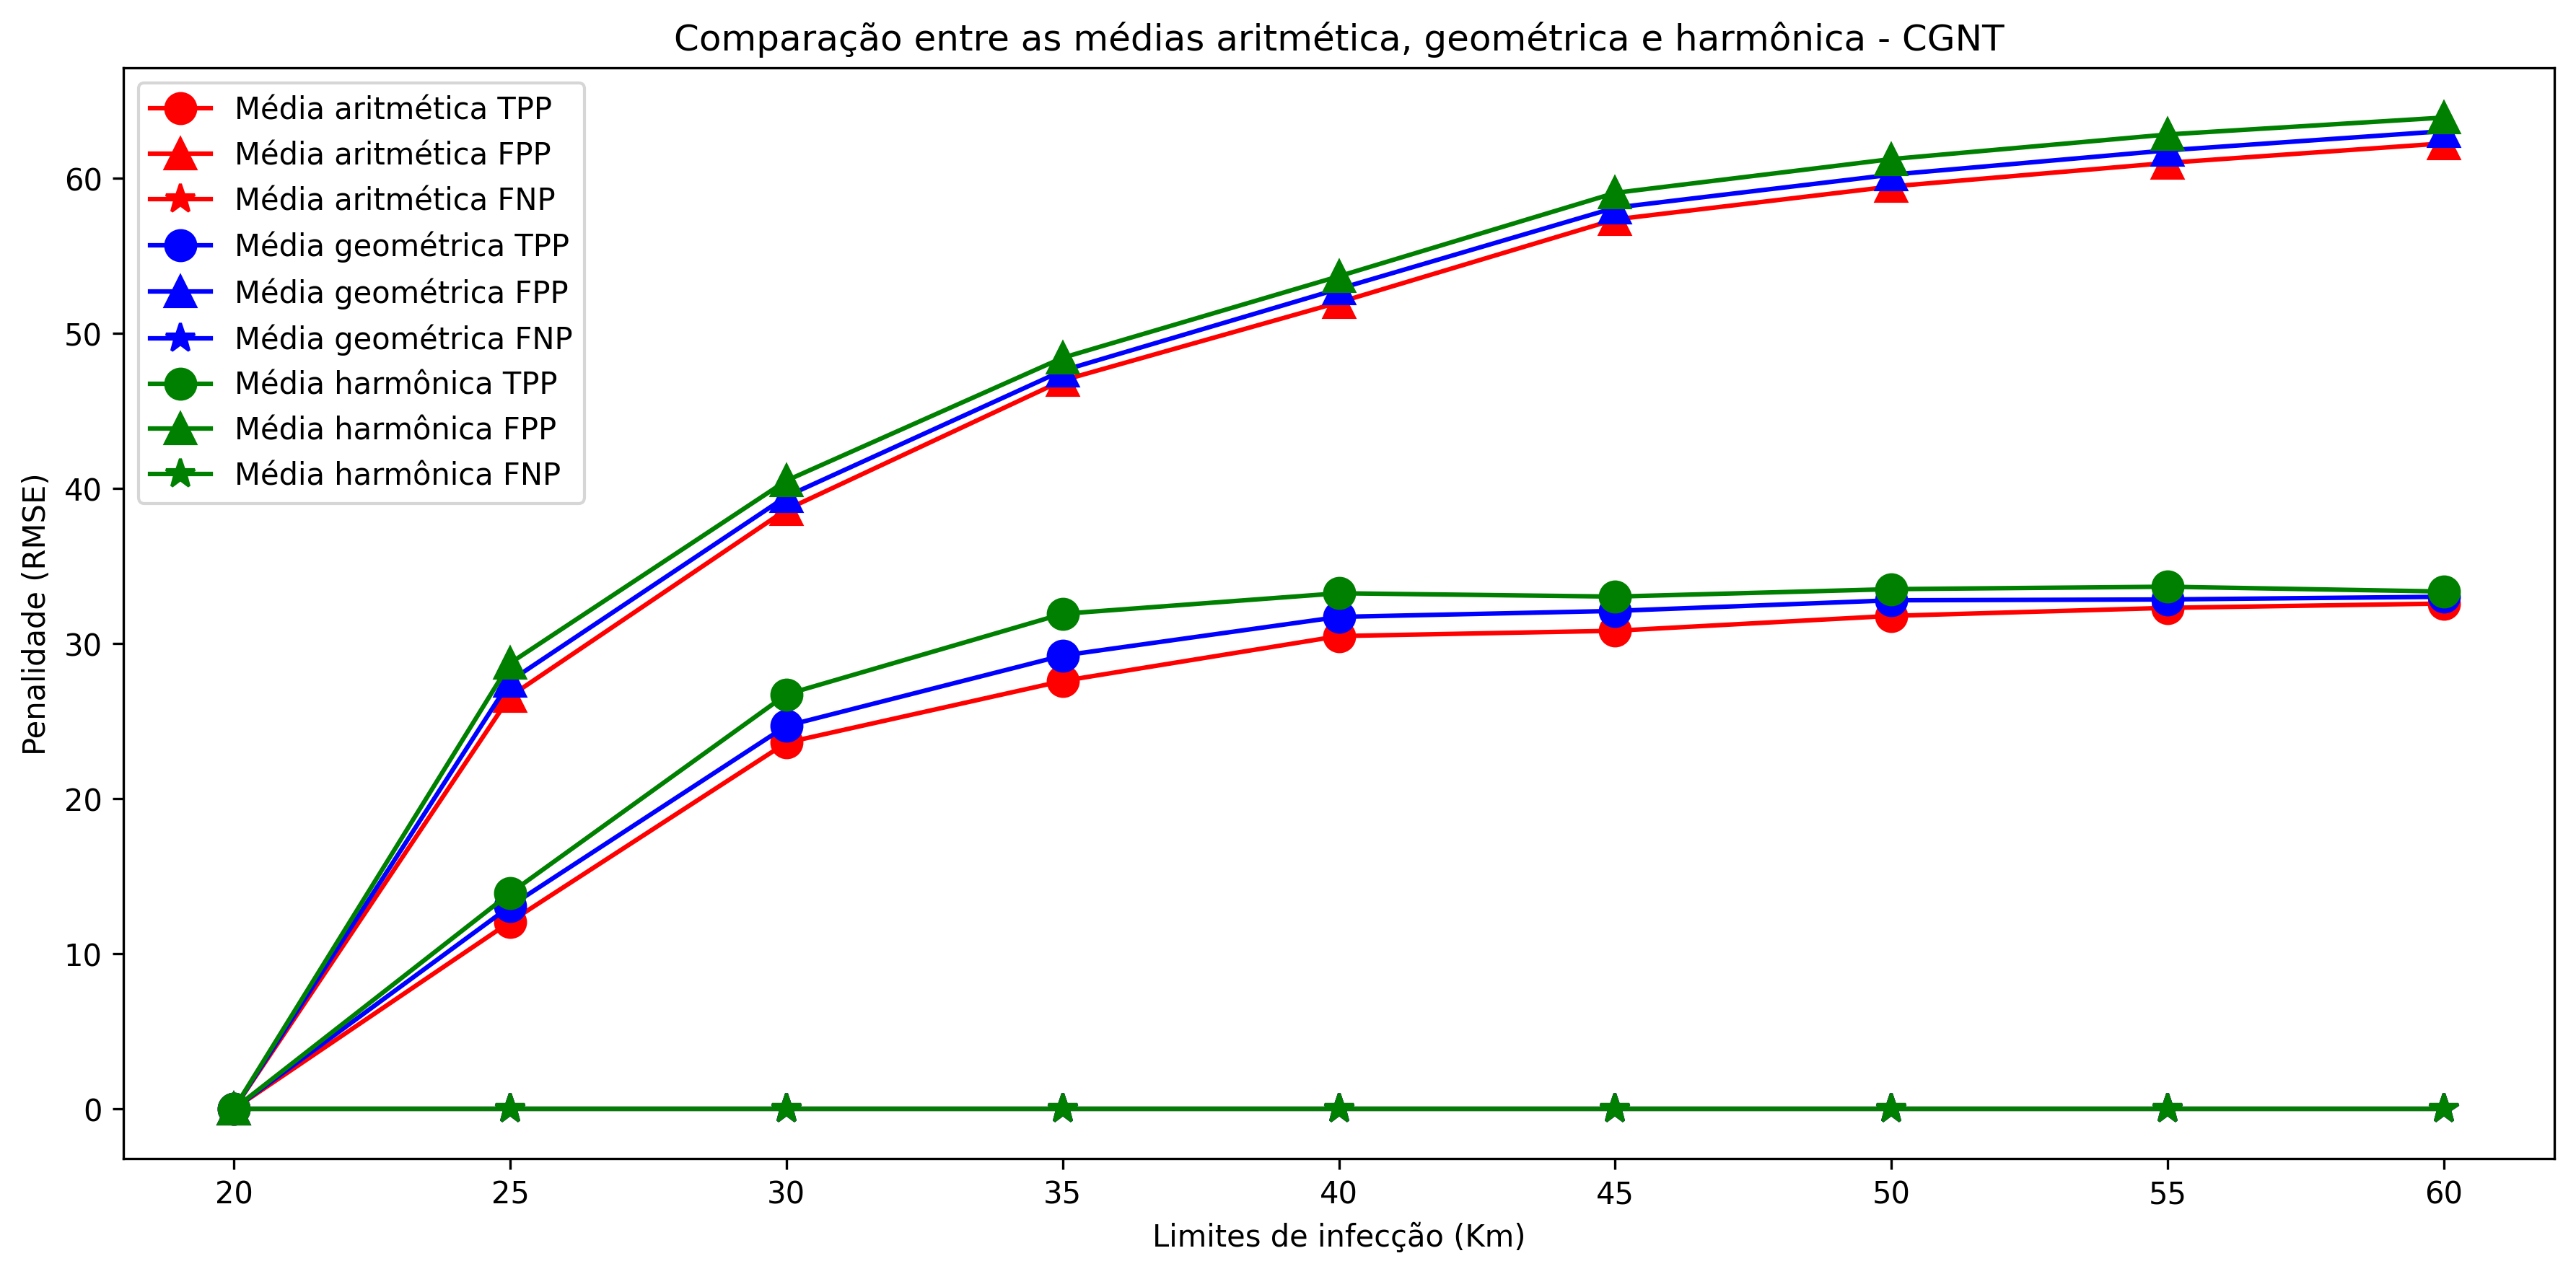 Comparação entre as médias aritmética, geométrica e harmônica - CGNT
Média aritmética TPP
Média aritmética FPP
Média aritmética FNP
Média geométrica TPP
Média geométrica FPP
Média geométrica FNP
Média harmônica TPP
Média harmônica FPP
Média harmônica FNP
Penalidade (RMSE)
60
50
40
30
20
10
0
20 25 30 35 40 45 50 55 60
Limites de infecção (Km)